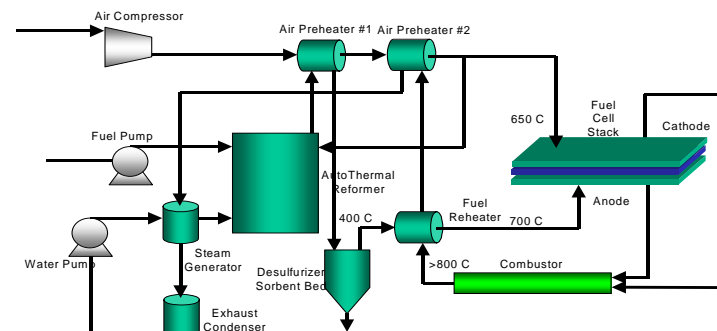 Air Compressor
Air Preheater #1
Air Preheater #2
650 C
Fuel
Cell
Stack
Cathode
Fuel Pump
AutoThermal
Reformer
Anode
Fuel
Reheater
400 C
700 C
Water Pump
Steam
Generator
Desulfurizer
Sorbent Bed
>800 C
Combustor
Exhaust
Condenser